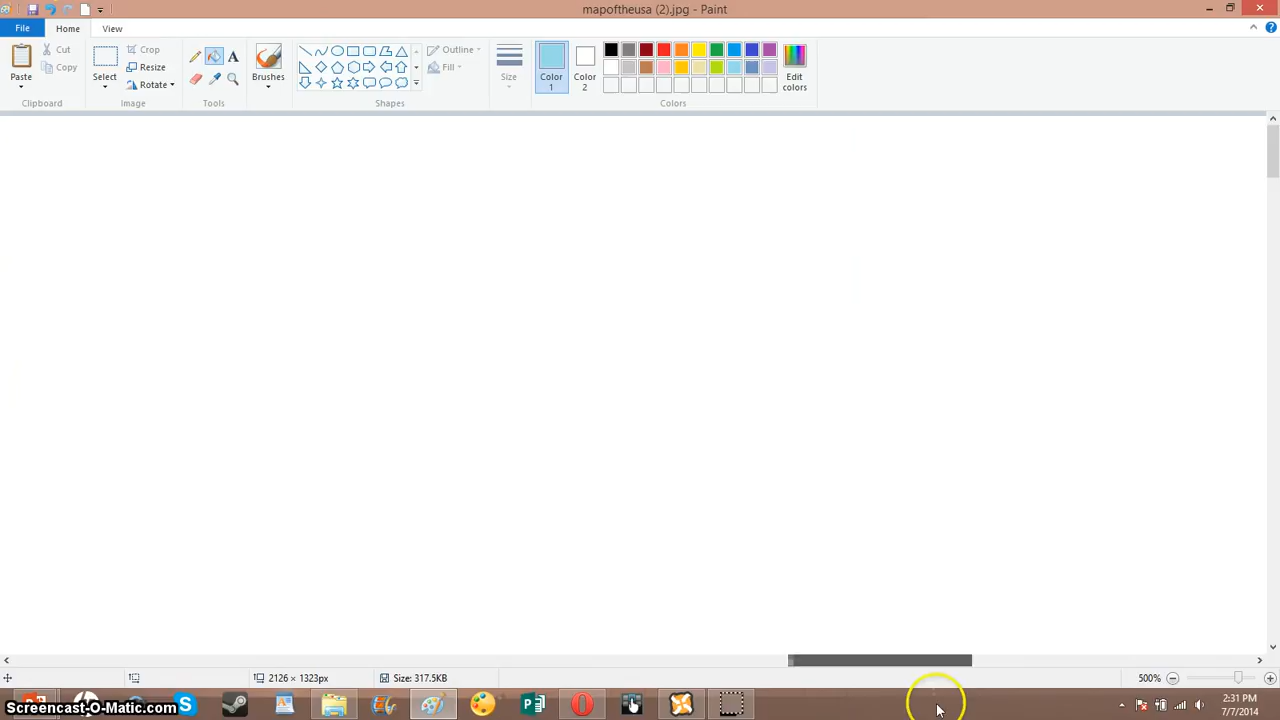 mapoftheusa (2).jpg - Paint
File Home View
Paste
Cut
Copy
Clipboard
Select
Crop
Resize
Rotate
Image
Tools
Brushes
Shapes
Outline
Fill
Size
Color 1
Color 2
Colors
Edit colors
2126 × 1323px
Size: 317.5KB
500%
Screencast-O-Matic.com
2:31 PM
7/7/2014